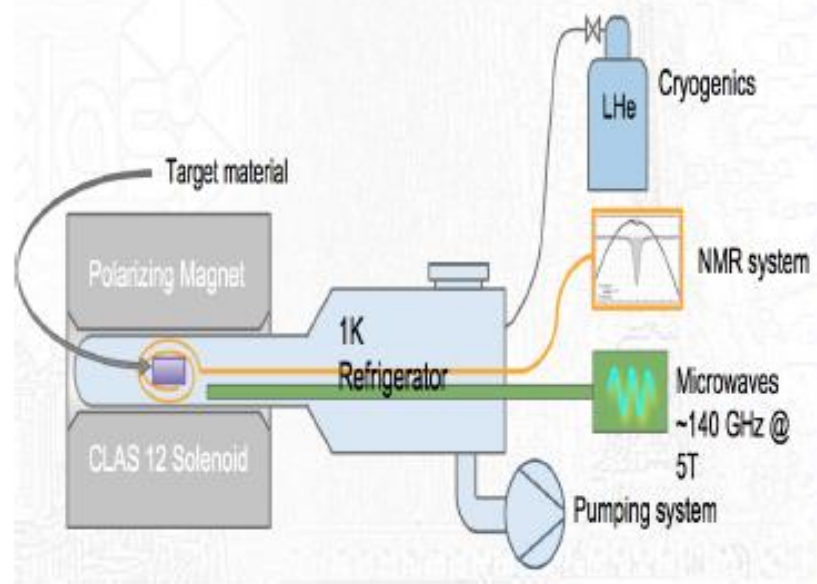 LHe
Cryogenics
Target material
Polarizing Magnet
NMR system
1K
Refrigerator
Microwaves
~140 GHz @
5T
CLAS 12 Solenoid
Pumping system